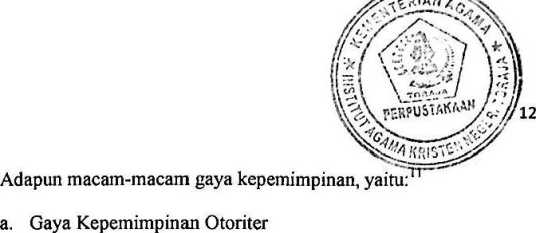 KEMENTERIAN AGAMA
INSTITUT AGAMA KRISTEN NEGERI TORAJA
TORAJA
PERPUSTAKAAN
12
Adapun macam-macam gaya kepemimpinan, yaitu:11
a. Gaya Kepemimpinan Otoriter